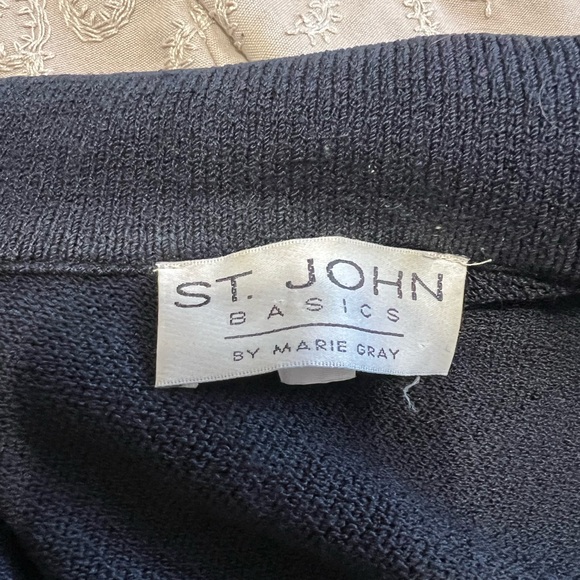 ST. JOHN
BASICS
BY MARIE GRAY